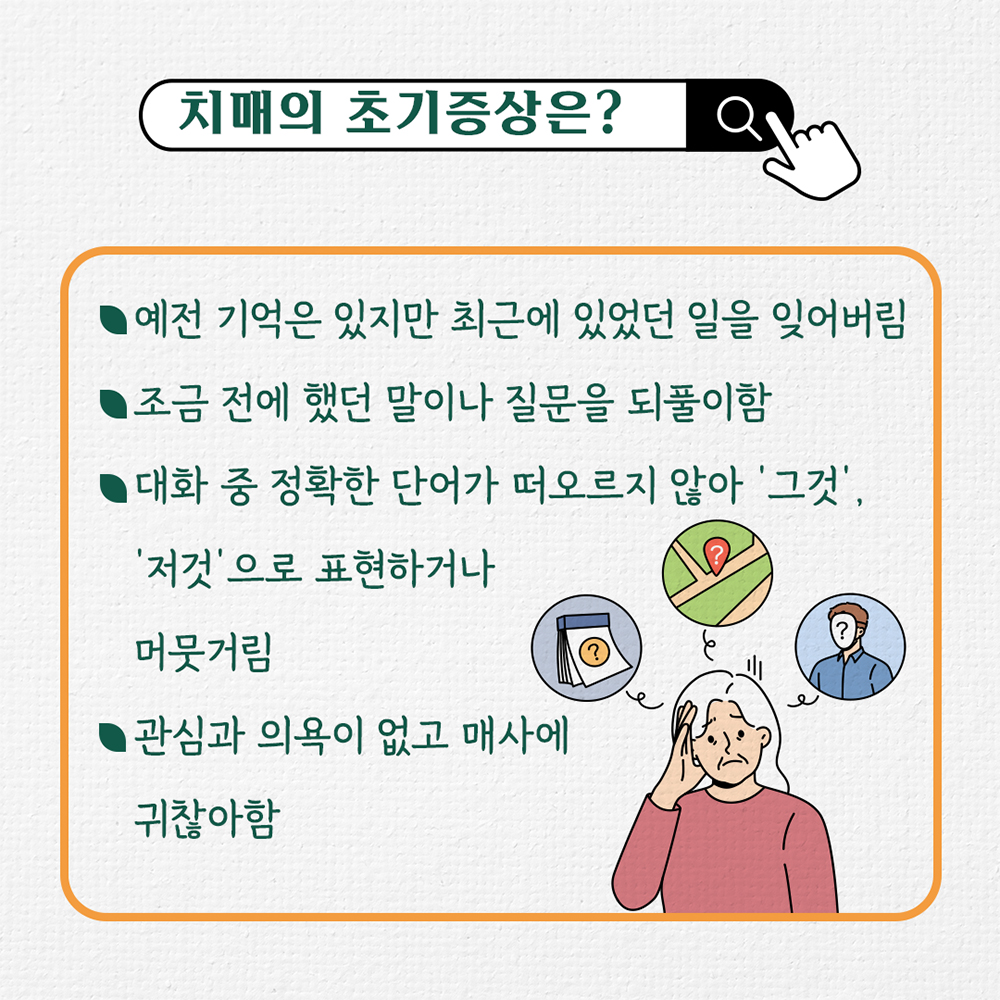 치매의 초기증상은?
예전 기억은 있지만 최근에 있었던 일을 잊어버림
조금 전에 했던 말이나 질문을 되풀이함
대화 중 정확한 단어가 떠오르지 않아 '그것',
'저것'으로 표현하거나
머뭇거림
관심과 의욕이 없고 매사에
귀찮아함
?
?
?